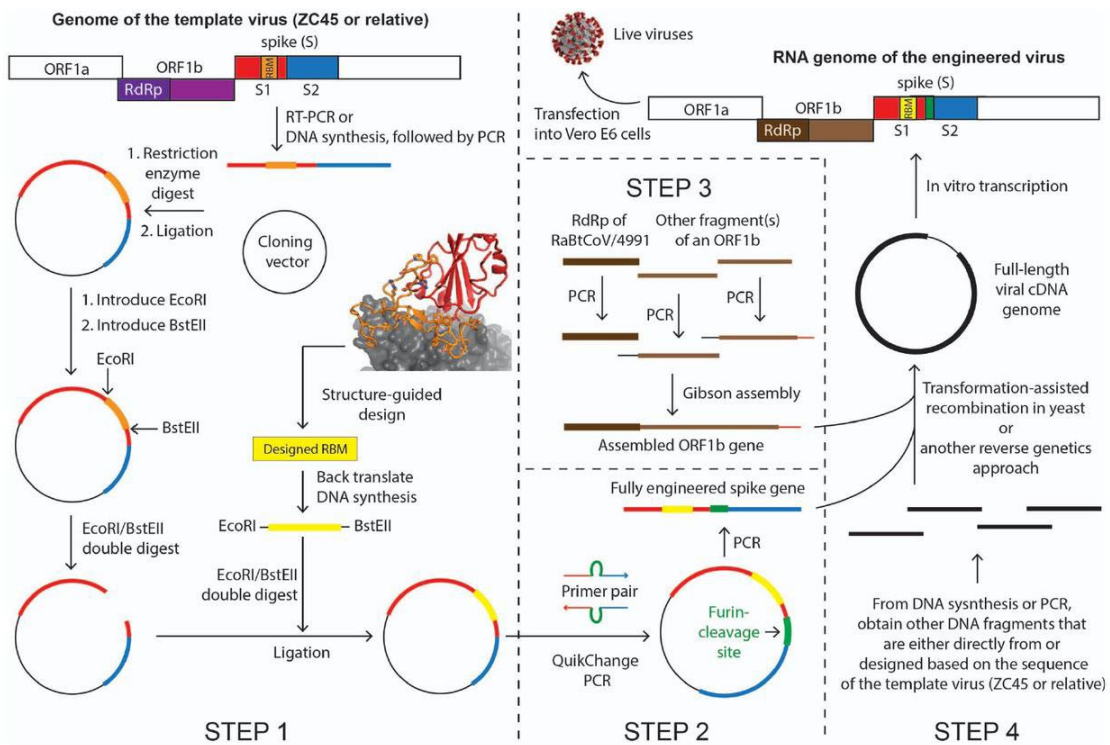 Genome of the template virus (ZC45 or relative)
spike (S)
ORF1a
ORF1b
RBM
RdRp
S1
S2
RT-PCR or
DNA synthesis, followed by PCR
1. Restriction
enzyme
digest
2. Ligation
Cloning
vector
1. Introduce EcoRI
2. Introduce BstEII
EcoRI
BstEII
Structure-guided
design
Designed RBM
Back translate
DNA synthesis
EcoRI
BstEII
EcoRI/BstEII
double digest
EcoRI/BstEII
double digest
Ligation
STEP 1
Primer pair
QuikChange
PCR
Furin-
cleavage
site
PCR
Fully engineered spike gene
STEP 2
STEP 3
RdRp of
RaBtCoV/4991
Other fragment(s)
of an ORF1b
PCR
PCR
PCR
Gibson assembly
Assembled ORF1b gene
Live viruses
Transfection
into Vero E6 cells
RNA genome of the engineered virus
spike (S)
ORF1a
ORF1b
RBM
RdRp
S1
S2
In vitro transcription
Full-length
viral cDNA
genome
Transformation-assisted
recombination in yeast
or
another reverse genetics
approach
From DNA sysnthesis or PCR,
obtain other DNA fragments that
are either directly from or
designed based on the sequence
of the template virus (ZC45 or relative)
STEP 4